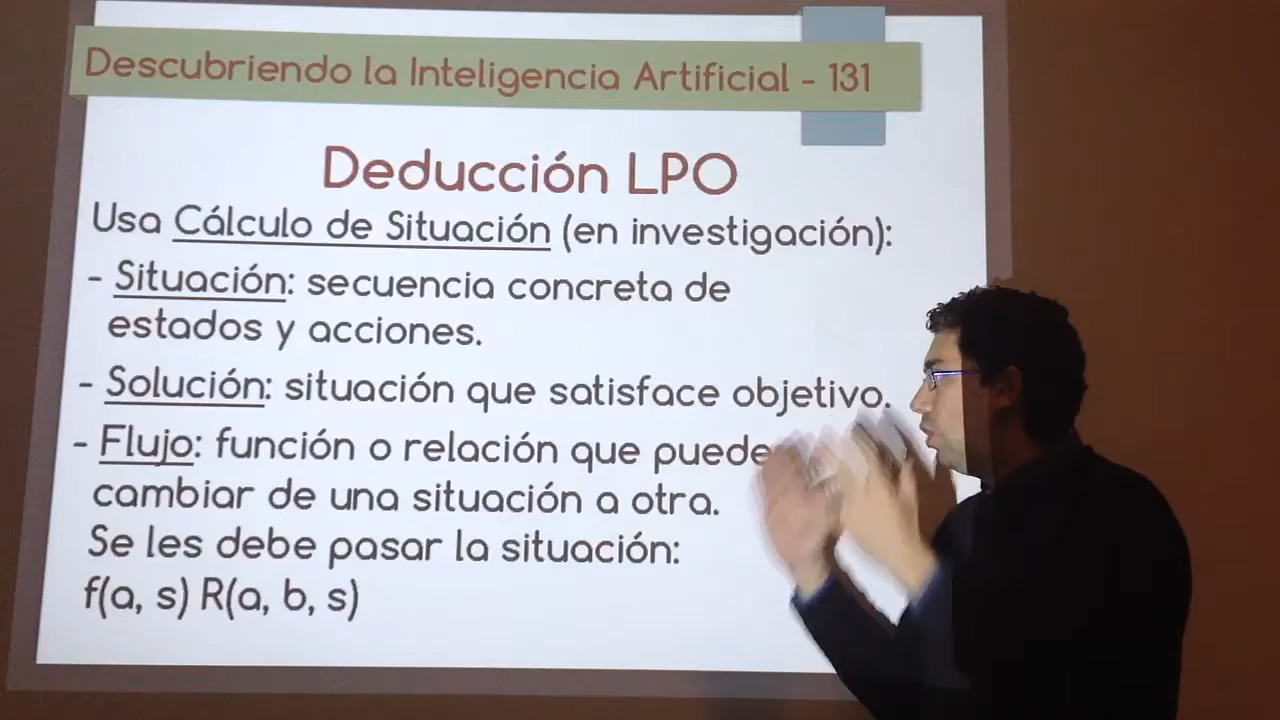 Descubriendo la Inteligencia Artificial - 131
Deducción LPO
Usa Cálculo de Situación (en investigación):
- Situación: secuencia concreta de
estados y acciones.
- Solución: situación que satisface objetivo.
- Flujo: función o relación que puede
cambiar de una situación a otra.
Se les debe pasar la situación:
f(a, s) R(a, b, s)